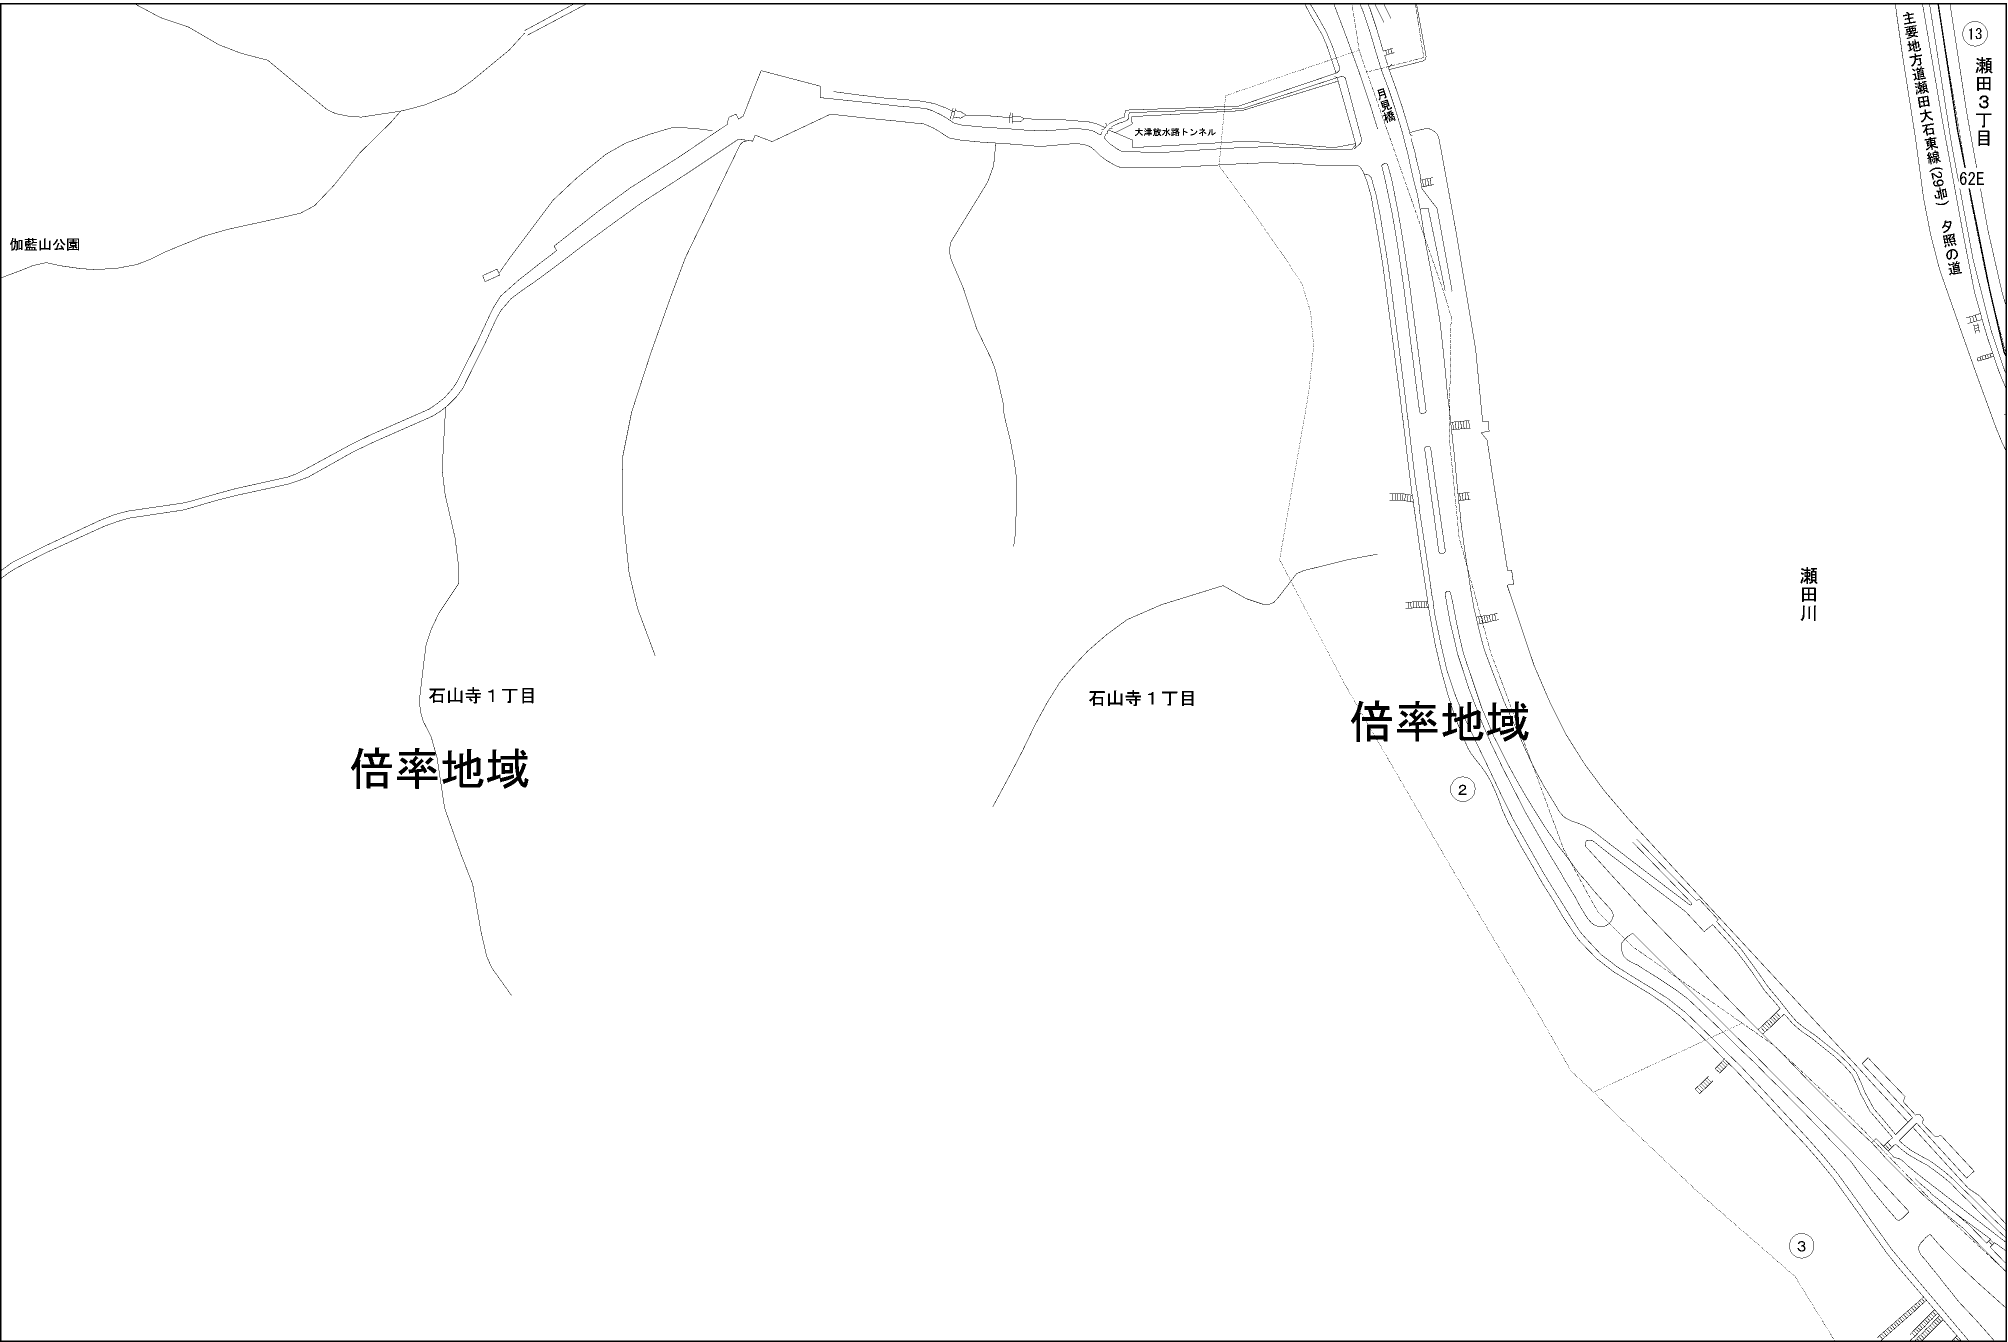 13
瀬田３丁目
主要地方道瀬田大石東線(29号)　夕照の道
62E
月見橋
大津放水路トンネル
伽藍山公園
瀬田川
石山寺１丁目
石山寺１丁目
倍率地域
倍率地域
2
3